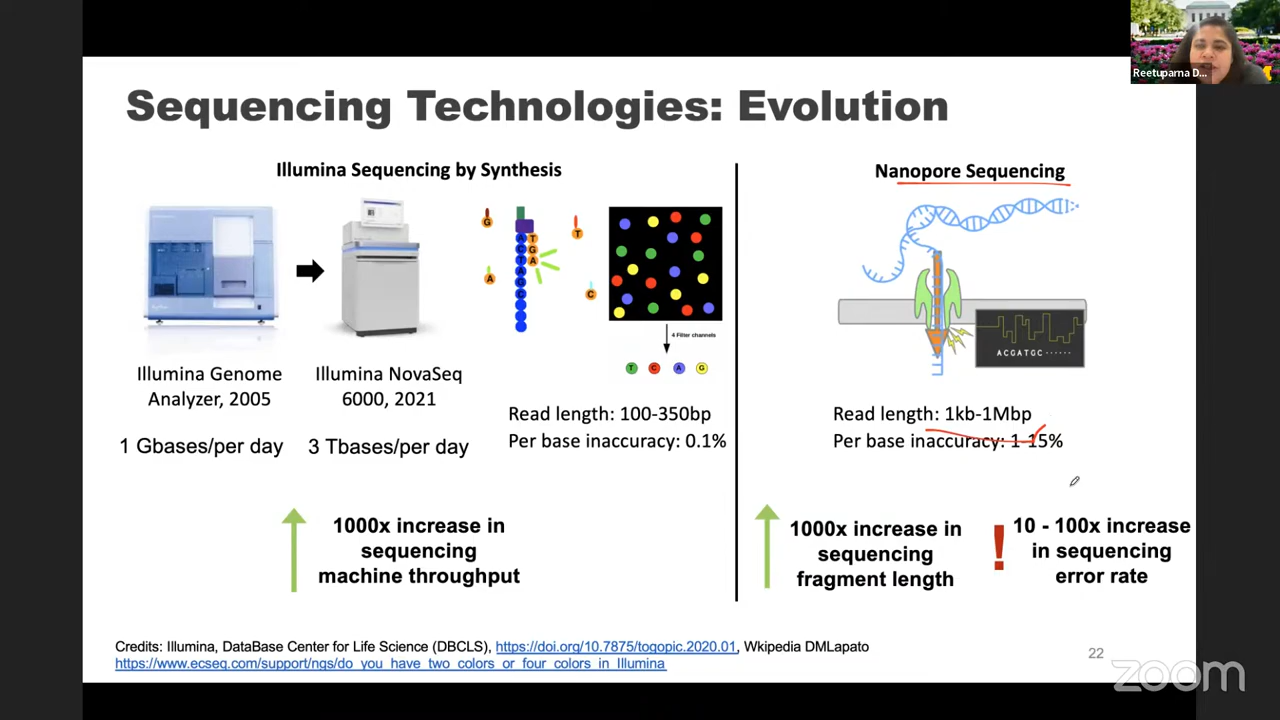 Reetuparna D...
Sequencing Technologies: Evolution
Illumina Sequencing by Synthesis
G
T
A
C
A T
C G
T A
A
G
C
4 Filter channels
T C A G
Illumina Genome
Analyzer, 2005
Illumina NovaSeq
6000, 2021
1 Gbases/per day
3 Tbases/per day
Read length: 100-350bp
Per base inaccuracy: 0.1%
1000x increase in
sequencing
machine throughput
Nanopore Sequencing
ACGATGC······
Read length: 1kb-1Mbp
Per base inaccuracy: 1-15%
1000x increase in
sequencing
fragment length
!
10 - 100x increase
in sequencing
error rate
Credits: Illumina, DataBase Center for Life Science (DBCLS), https://doi.org/10.7875/togopic.2020.01, Wkipedia DMLapato
https://www.ecseq.com/support/ngs/do_you_have_two_colors_or_four_colors_in_Illumina
22
zoom